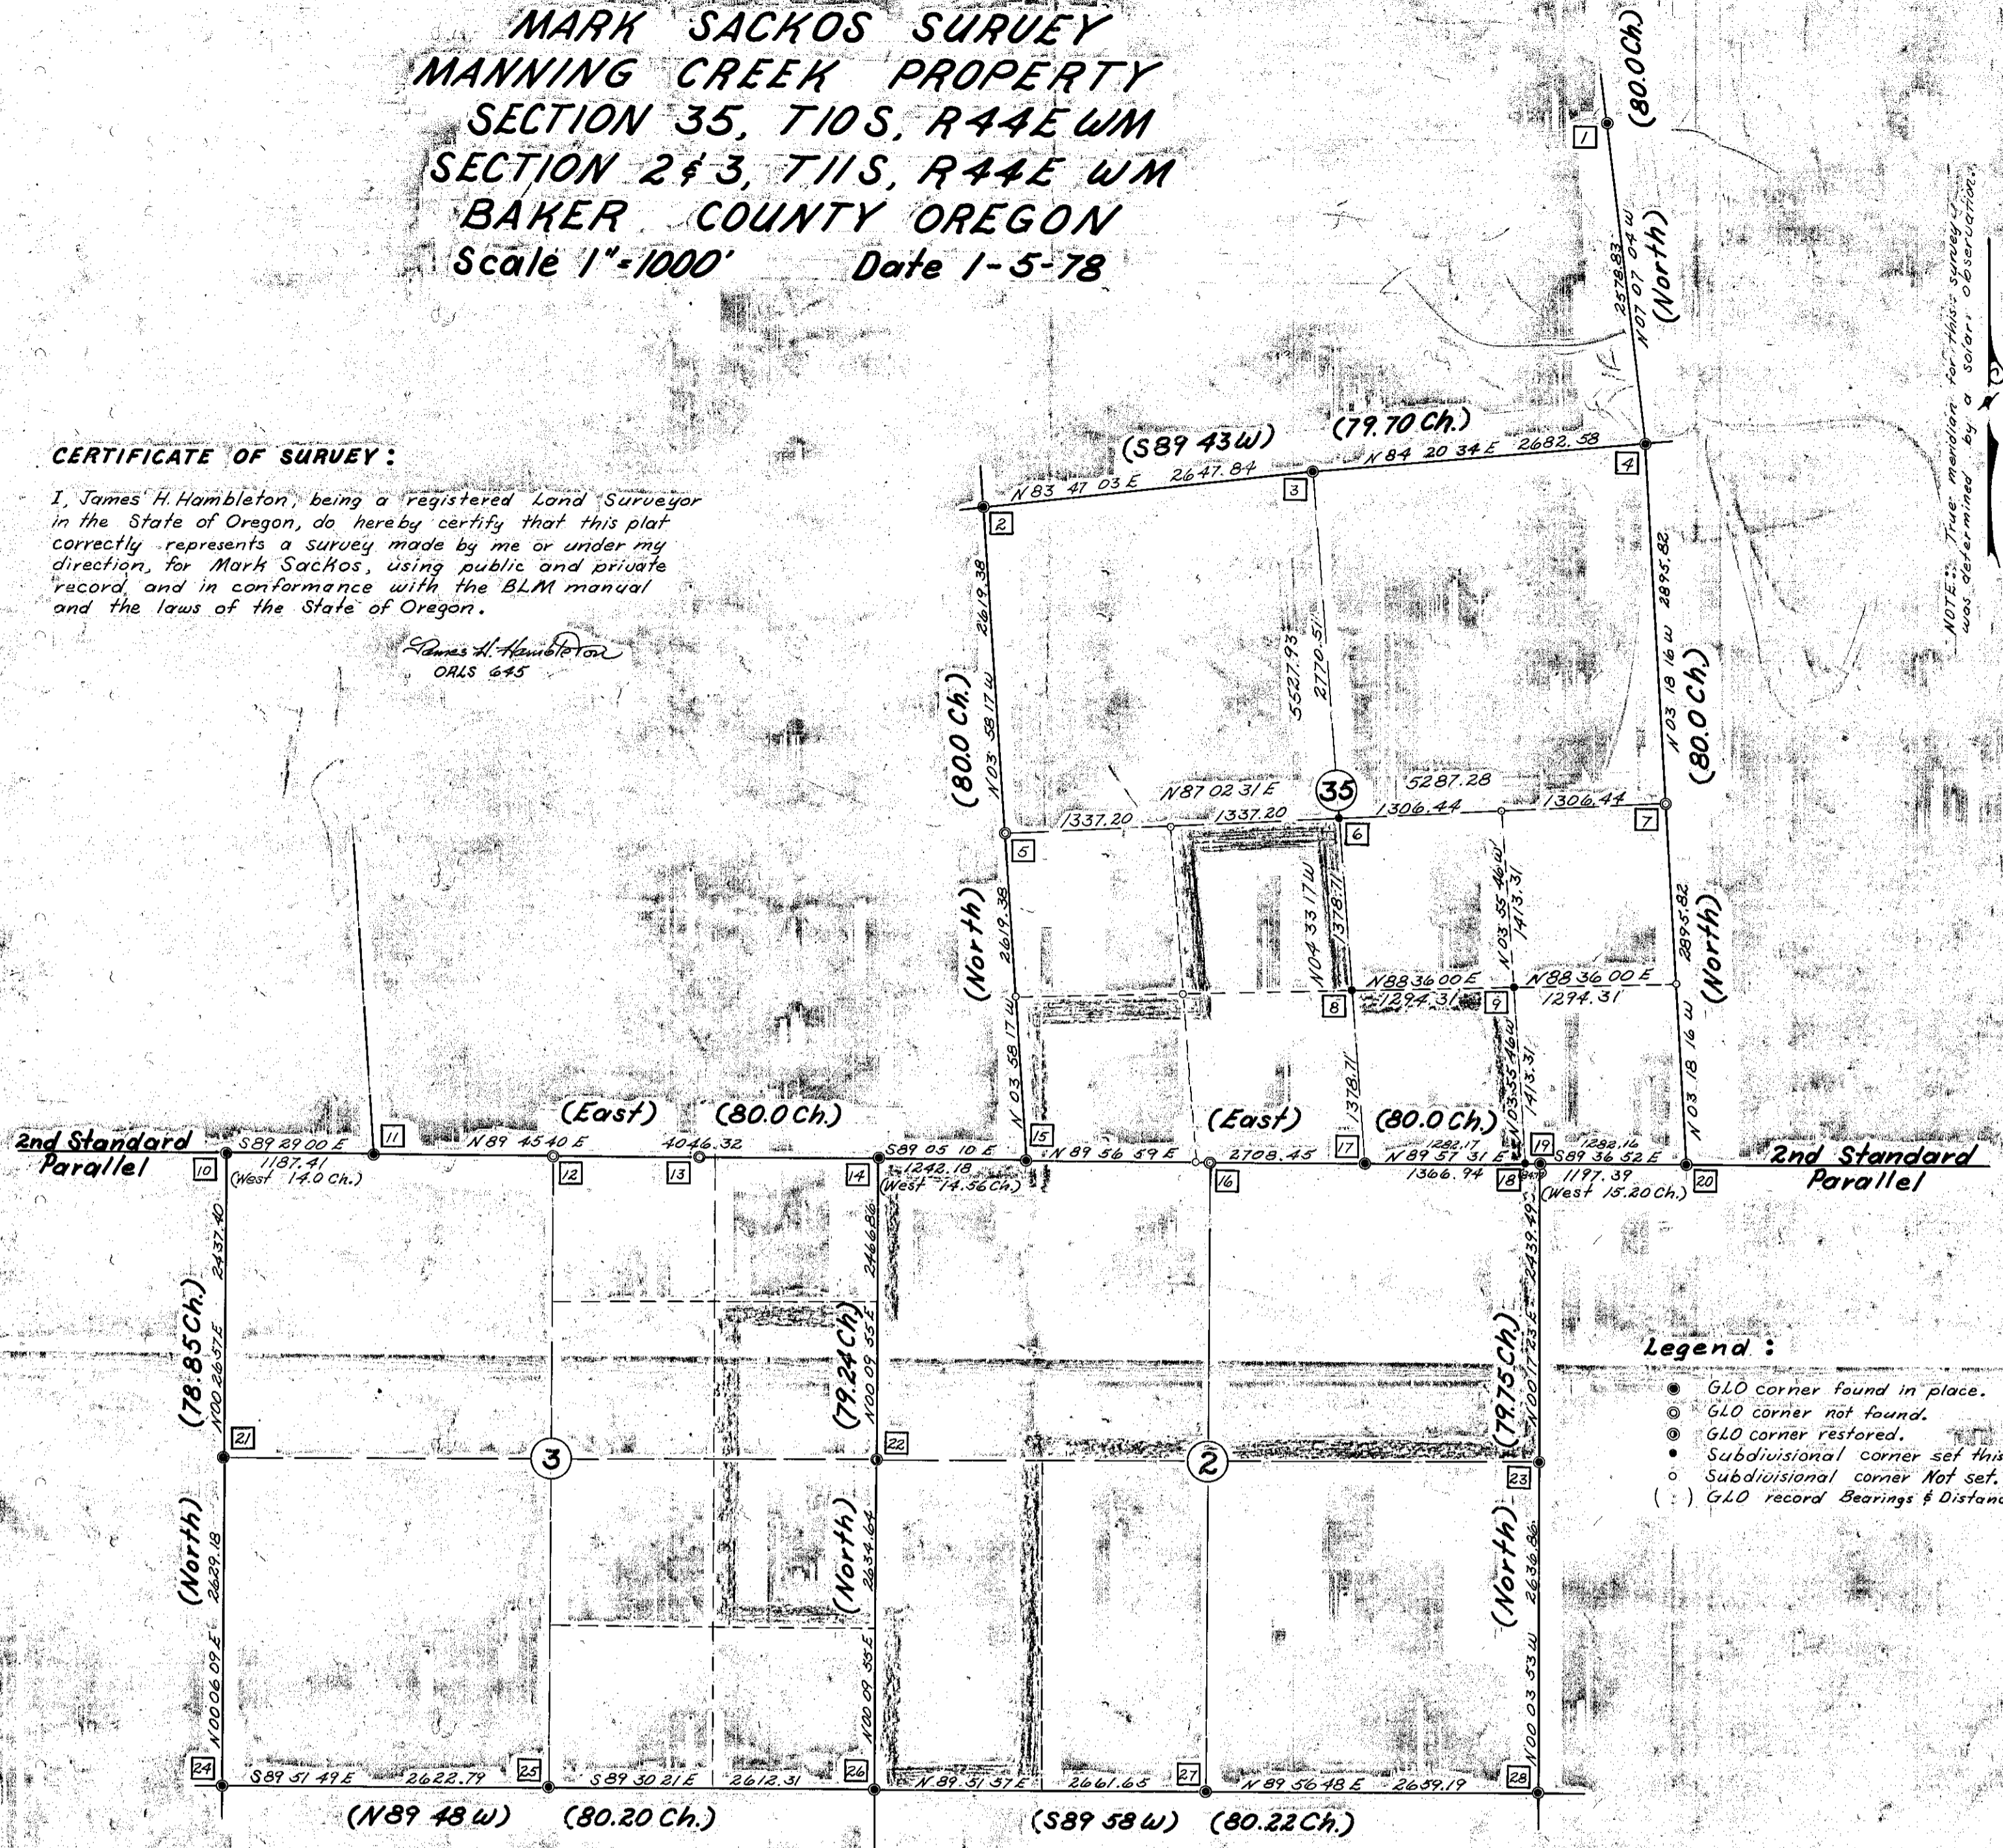 MARK SACKOS SURVEY
MANNING CREEK PROPERTY
SECTION 35, T10S, R44E WM
SECTION 2 & 3, T11S, R44E WM
BAKER COUNTY OREGON
Scale 1"=1000' Date 1-5-78
(80.0 Ch.)
1
2578.83
N07 07 04 W
(North)
NOTE: True meridian for this survey
was determined by a solar observation.
CERTIFICATE OF SURVEY:
I, James H. Hambleton, being a registered Land Surveyor
in the State of Oregon, do hereby certify that this plat
correctly represents a survey made by me or under my
direction, for Mark Sackos, using public and private
record, and in conformance with the BLM manual
and the laws of the State of Oregon.
James H. Hambleton
ORLS 645
(S89 43 W) (79.70 Ch.)
N 83 47 03 E 2647.84
N 84 20 34 E 2682.58
2
3
4
N03 58 17 W 2619.38
(80.0 Ch.)
5527.93
2770.51
N 03 18 16 W 2895.82
(80.0 Ch.)
N87 02 31 E
35
5287.28
1337.20
1337.20
1306.44
1306.44
5
6
7
(North)
2619.38
N 03 58 17 W
N04 33 17 W
1378.71
N03 55 46 W
1413.31
2895.82
(North)
N 03 18 16 W
N88 36 00 E
1294.31
N88 36 00 E
1294.31
8
9
1378.71
N03 55 46 W
1413.31
2nd Standard
Parallel
(East) (80.0 Ch.)
(East) (80.0 Ch.)
2nd Standard
Parallel
10
S89 29 00 E
1187.41
(West 14.0 Ch.)
11
N89 45 40 E 4046.32
12
13
14
S89 05 10 E
1242.18
(West 14.56 Ch.)
15
N 89 56 59 E 2708.45
16
17
1282.17
N 89 57 31 E
1366.94
18
19
1282.16
S89 36 52 E
1197.39
(West 15.20 Ch.)
20
2437.40
(78.85 Ch.)
N00 26 57 E
2466.86
(79.24 Ch.)
N00 09 55 E
2439.49
(79.75 Ch.)
N00 17 23 E
21
3
22
2
23
(North)
2629.18
N00 06 09 E
(North)
2634.64
N00 09 55 E
(North)
2636.86
N00 03 53 W
Legend:
GLO corner found in place.
GLO corner not found.
GLO corner restored.
Subdivisional corner set this
Subdivisional corner Not set.
( ) GLO record Bearings &
24
S89 51 49 E 2622.79
25
S89 30 21 E 2612.31
26
N 89 51 37 E 2661.65
27
N 89 56 48 E 2659.19
28
(N89 48 W) (80.20 Ch.)
(S89 58 W) (80.22 Ch.)